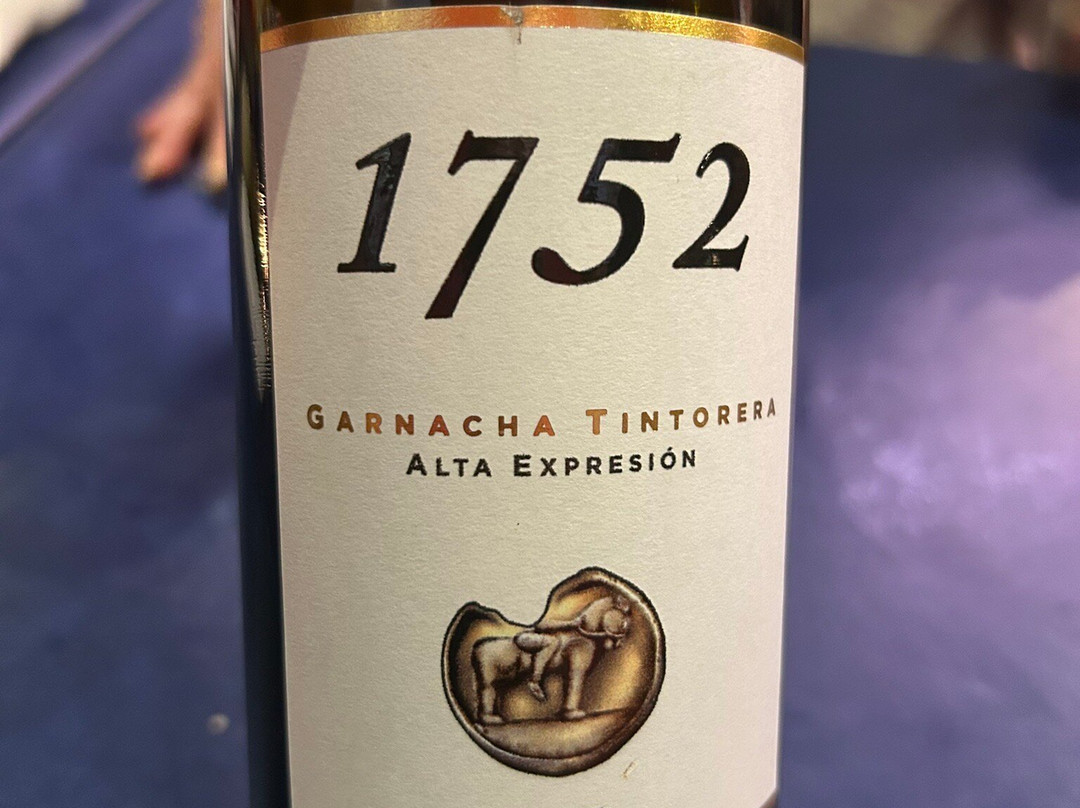 1752
GARNACHA TINTORERA
ALTA EXPRESIÓN